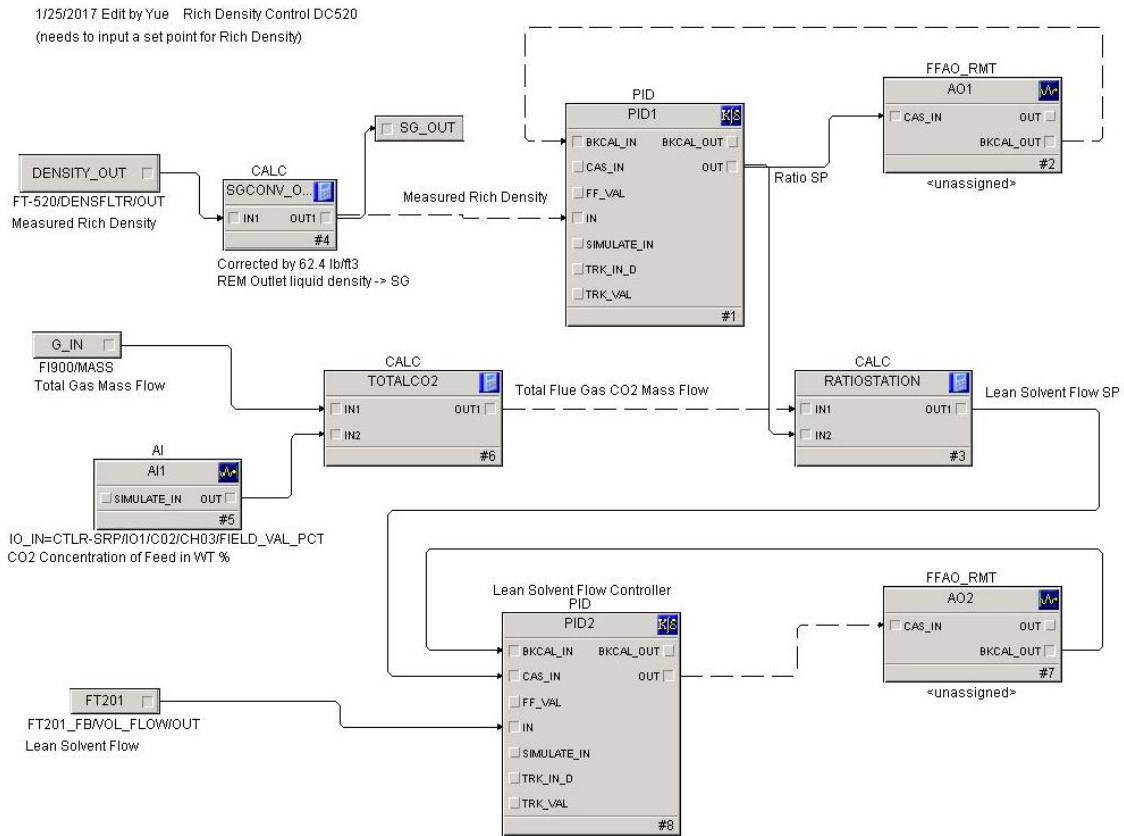 1/25/2017 Edit by Yue Rich Density Control DC520
(needs to input a set point for Rich Density)
FFAO_RMT
AO1
CAS_IN OUT
BKCAL_OUT
#2
<unassigned>
PID
PID1
BKCAL_IN BKCAL_OUT
CAS_IN OUT
FF_VAL
IN
SIMULATE_IN
TRK_IN_D
TRK_VAL
#1
Ratio SP
SG_OUT
DENSITY_OUT
FT-520/DENSFLTR/OUT
Measured Rich Density
CALC
SGCONV_O...
IN1 OUT1
#4
Corrected by 62.4 lb/ft3
REM Outlet liquid density -> SG
Measured Rich Density
G_IN
FI900/MASS
Total Gas Mass Flow
CALC
TOTALCO2
IN1 OUT1
IN2
#6
Total Flue Gas CO2 Mass Flow
CALC
RATIOSTATION
IN1 OUT1
IN2
#3
Lean Solvent Flow SP
AI
AI1
SIMULATE_IN OUT
#5
IO_IN=CTLR-SRP/IO1/C02/CH03/FIELD_VAL_PCT
CO2 Concentration of Feed in WT %
Lean Solvent Flow Controller
PID
PID2
BKCAL_IN BKCAL_OUT
CAS_IN OUT
FF_VAL
IN
SIMULATE_IN
TRK_IN_D
TRK_VAL
#8
FFAO_RMT
AO2
CAS_IN OUT
BKCAL_OUT
#7
<unassigned>
FT201
FT201_FB/VOL_FLOW/OUT
Lean Solvent Flow